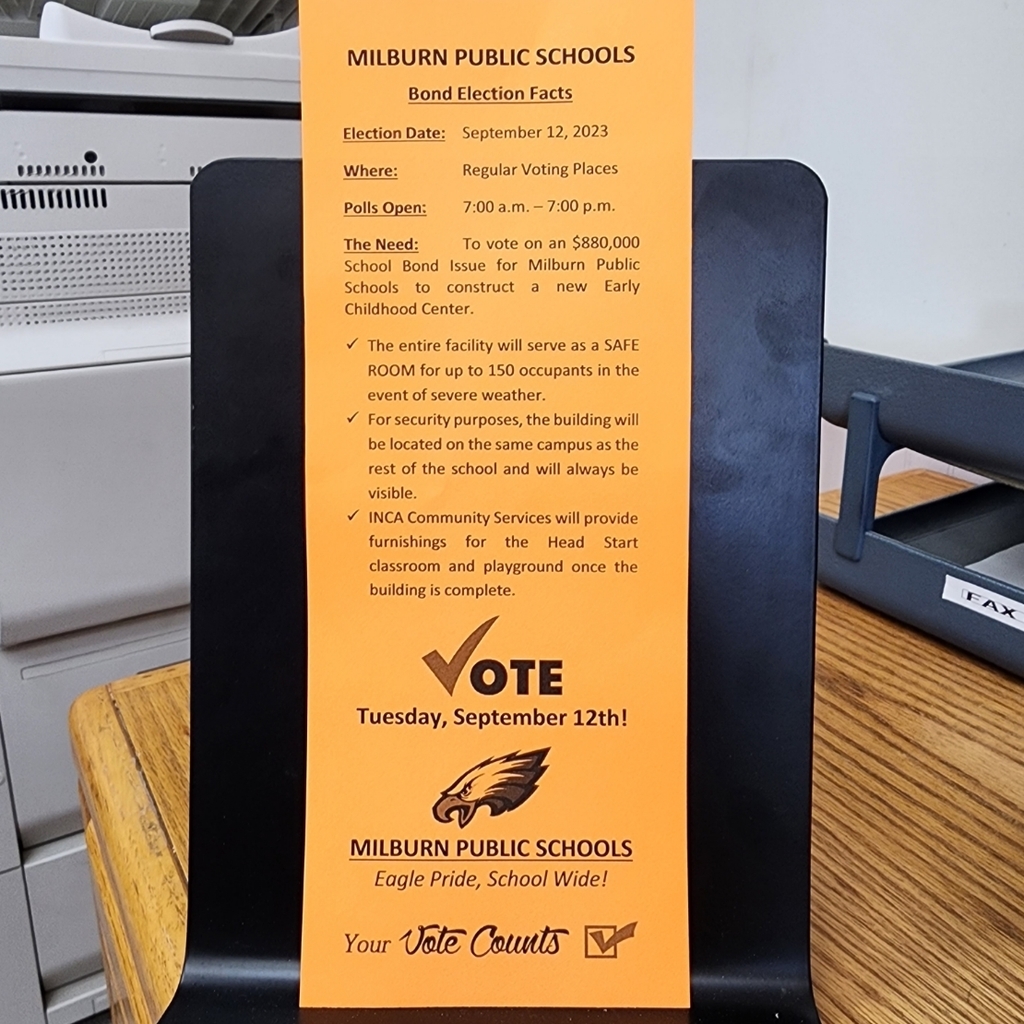 MILBURN PUBLIC SCHOOLS
Bond Election Facts
Election Date: September 12, 2023
Where: Regular Voting Places
Polls Open: 7:00 a.m. – 7:00 p.m.
The Need: To vote on an $880,000
School Bond Issue for Milburn Public
Schools to construct a new Early
Childhood Center.
✓ The entire facility will serve as a SAFE
ROOM for up to 150 occupants in the
event of severe weather.
✓ For security purposes, the building will
be located on the same campus as the
rest of the school and will always be
visible.
✓ INCA Community Services will provide
furnishings for the Head Start
classroom and playground once the
building is complete.
VOTE
Tuesday, September 12th!
MILBURN PUBLIC SCHOOLS
Eagle Pride, School Wide!
Your Vote Counts
FAX